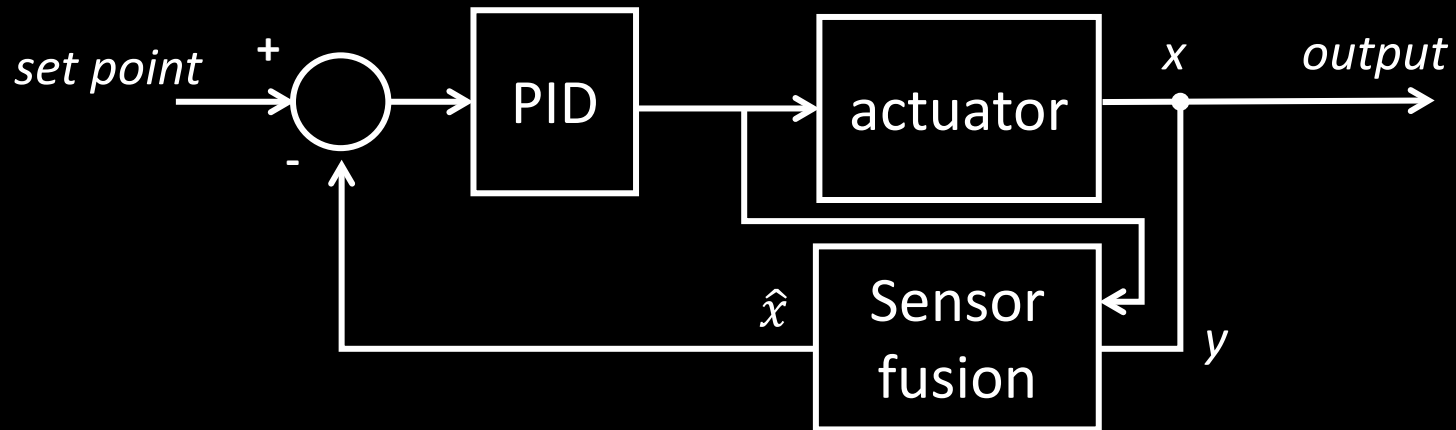 set point
+
-
PID
actuator
x
output
x̂
Sensor
fusion
y